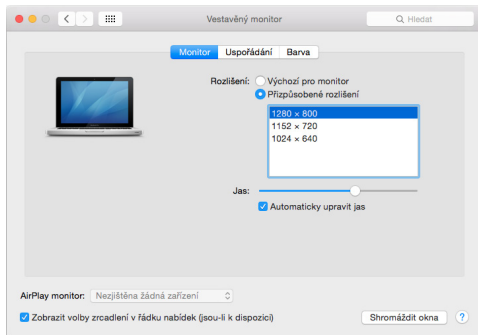 Vestavěný monitor
Hledat
Monitor Uspořádání Barva
Rozlišení: Výchozí pro monitor
Přizpůsobené rozlišení
1280 × 800
1152 × 720
1024 × 640
Jas:
Automaticky upravit jas
AirPlay monitor: Nezjištěna žádná zařízení
Zobrazit volby zrcadlení v řádku nabídek (jsou-li k dispozici) Shromáždit okna ?